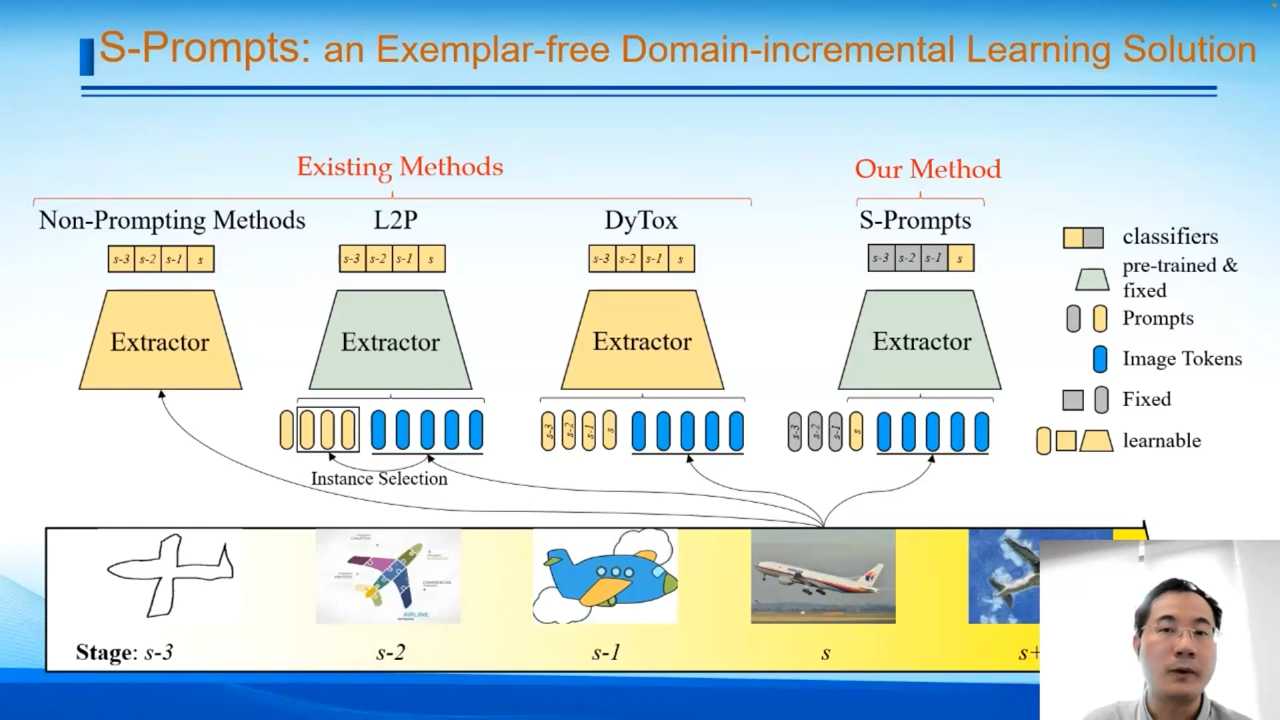 S-Prompts: an Exemplar-free Domain-incremental Learning Solution
Existing Methods
Our Method
Non-Prompting Methods
L2P
DyTox
S-Prompts
s-3 s-2 s-1 s
s-3 s-2 s-1 s
s-3 s-2 s-1 s
s-3 s-2 s-1 s
Extractor
Extractor
Extractor
Extractor
s-3 s-2 s-1 s
s-3 s-2 s-1 s
Instance Selection
classifiers
pre-trained &
fixed
Prompts
Image Tokens
Fixed
learnable
AIRLINE
Stage: s-3
s-2
s-1
s
s+